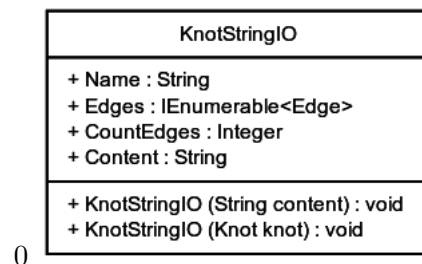 KnotStringIO
+ Name : String
+ Edges : IEnumerable<Edge>
+ CountEdges : Integer
+ Content : String
+ KnotStringIO (String content) : void
+ KnotStringIO (Knot knot) : void
0